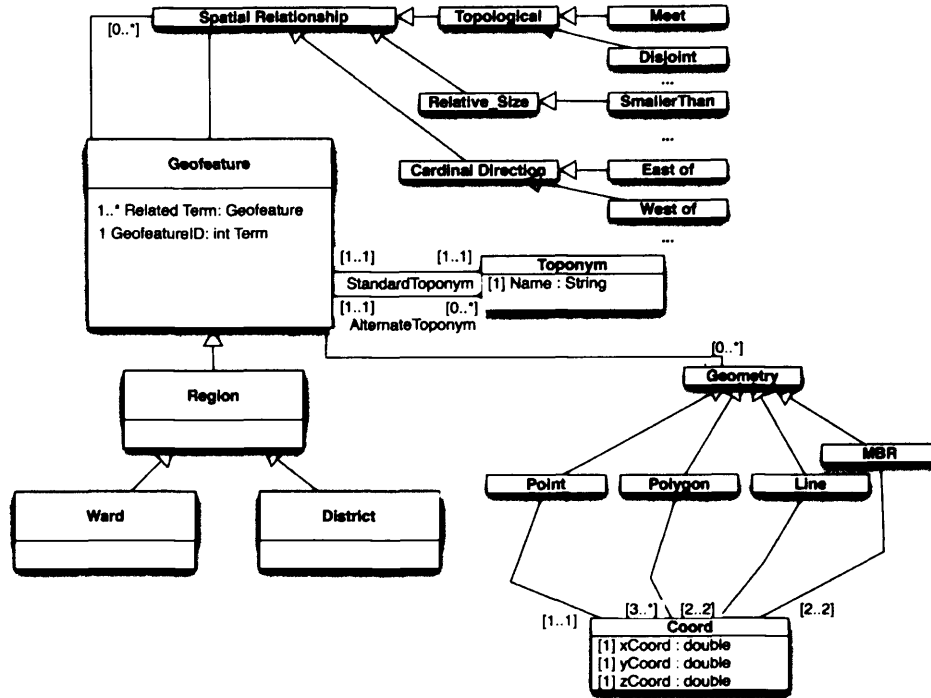 Spatial Relationship
Topological
Meet
[0..*]
Disjoint
...
Relative_Size
SmallerThan
...
Geofeature
Cardinal Direction
East of
1..* Related Term: Geofeature
West of
1 GeofeatureID: int Term
...
[1..1]
[1..1]
Toponym
StandardToponym
[1] Name : String
[1..1]
[0..*]
AlternateToponym
[0..*]
Geometry
Region
MBR
Point
Polygon
Line
Ward
District
[1..1]
[3..*]
[2..2]
[2..2]
Coord
[1] xCoord : double
[1] yCoord : double
[1] zCoord : double